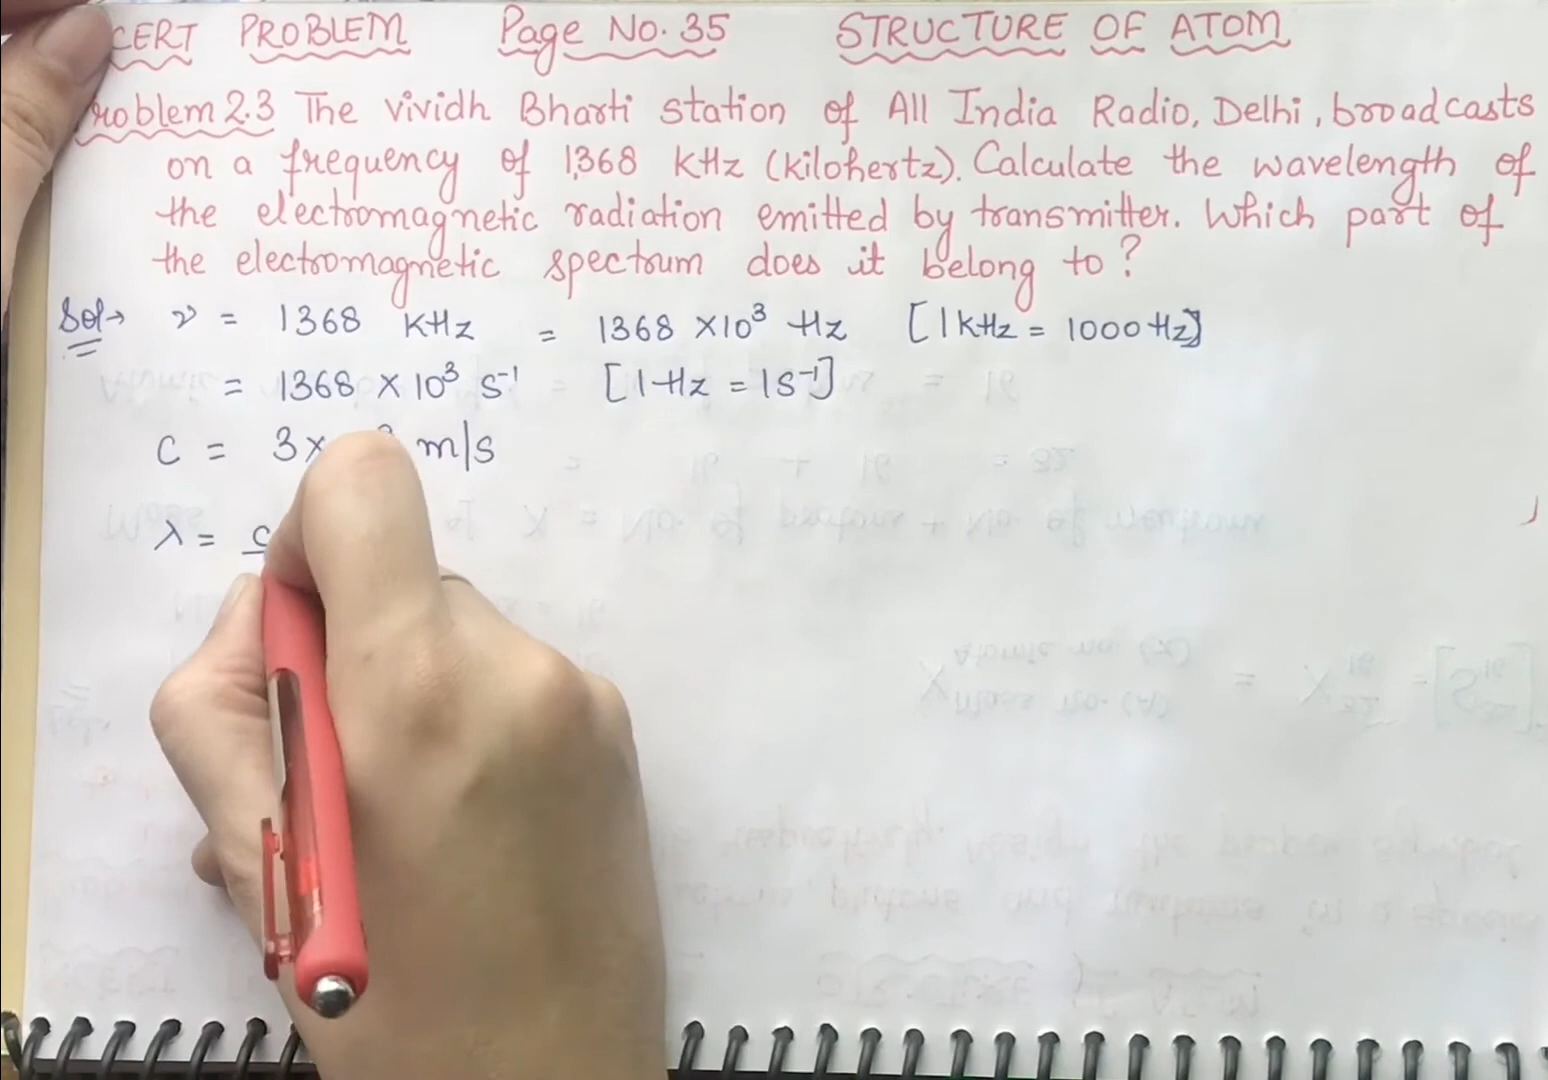 CERT PROBLEM Page No. 35 STRUCTURE OF ATOM
roblem 2.3 The vividh Bharti station of All India Radio, Delhi, broadcasts
on a frequency of 1,368 kHz (kilohertz). Calculate the wavelength of
the electromagnetic radiation emitted by transmitter. Which part of
the electromagnetic spectrum does it belong to?
Sol→ ν = 1368 kHz = 1368 ×10³ Hz [1 kHz = 1000 Hz]
= 1368 × 10³ s⁻¹ [1 Hz = 1s⁻¹]
C = 3× m/s
λ = c